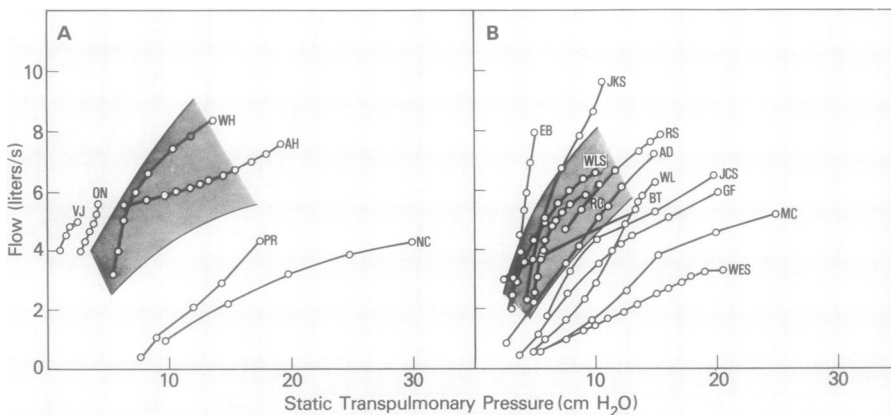 A
B
10
8
6
4
2
0
Flow (liters/s)
WH
AH
ON
VJ
PR
NC
JKS
EB
RS
WLS
AD
WL
JCS
RC
BT
GF
MC
WES
10
20
30
10
20
30
Static Transpulmonary Pressure (cm H₂O)